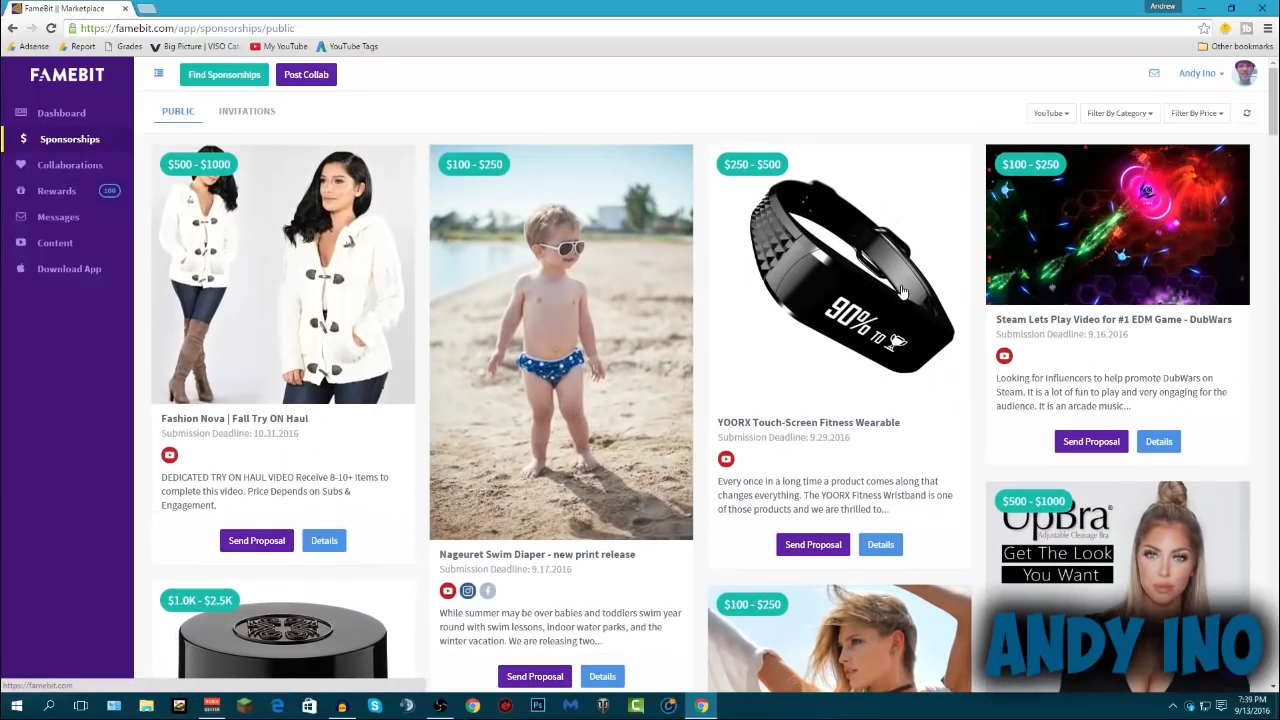 FameBit || Marketplace
Andrew
https://famebit.com/app/sponsorships/public
Adsense
Report
Grades
Big Picture | VISO Ca
My YouTube
YouTube Tags
Other bookmarks
FAMEBIT
Find Sponsorships
Post Collab
Andy Ino
Dashboard
Sponsorships
Collaborations
Rewards
100
Messages
Content
Download App
PUBLIC
INVITATIONS
YouTube
Filter By Category
Filter By Price
$500 - $1000
Fashion Nova | Fall Try ON Haul
Submission Deadline: 10.31.2016
DEDICATED TRY ON HAUL VIDEO Receive 8-10+ Items to
complete this video. Price Depends on Subs &
Engagement.
Send Proposal
Details
$1.0K - $2.5K
$100 - $250
Nageuret Swim Diaper - new print release
Submission Deadline: 9.17.2016
While summer may be over babies and toddlers swim year
round with swim lessons, indoor water parks, and the
winter vacation. We are releasing two...
Send Proposal
Details
$250 - $500
90% TO
YOORX Touch-Screen Fitness Wearable
Submission Deadline: 9.29.2016
Every once in a long time a product comes along that
changes everything. The YOORX Fitness Wristband is one
of those products and we are thrilled to...
Send Proposal
Details
$100 - $250
$100 - $250
Steam Lets Play Video for #1 EDM Game - DubWars
Submission Deadline: 9.16.2016
Looking for Influencers to help promote DubWars on
Steam. It is a lot of fun to play and very engaging for the
audience. It is an arcade music...
Send Proposal
Details
$500 - $1000
UpBra
Adjustable Cleavage Bra
Get The Look
You Want
ANDY INO
https://famebit.com
7:39 PM
9/13/2016